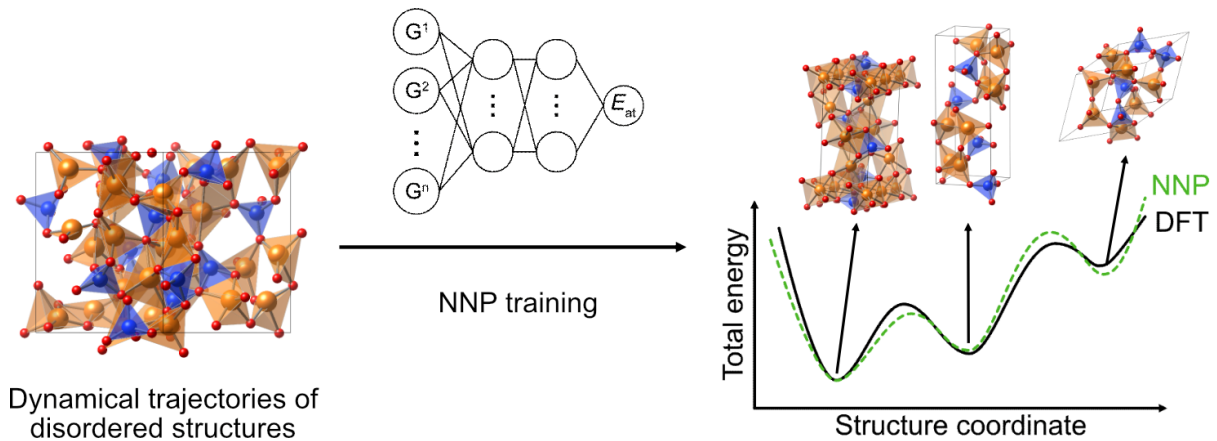 G¹
G²
Gⁿ
E_at
NNP training
Dynamical trajectories of
disordered structures
NNP
DFT
Total energy
Structure coordinate